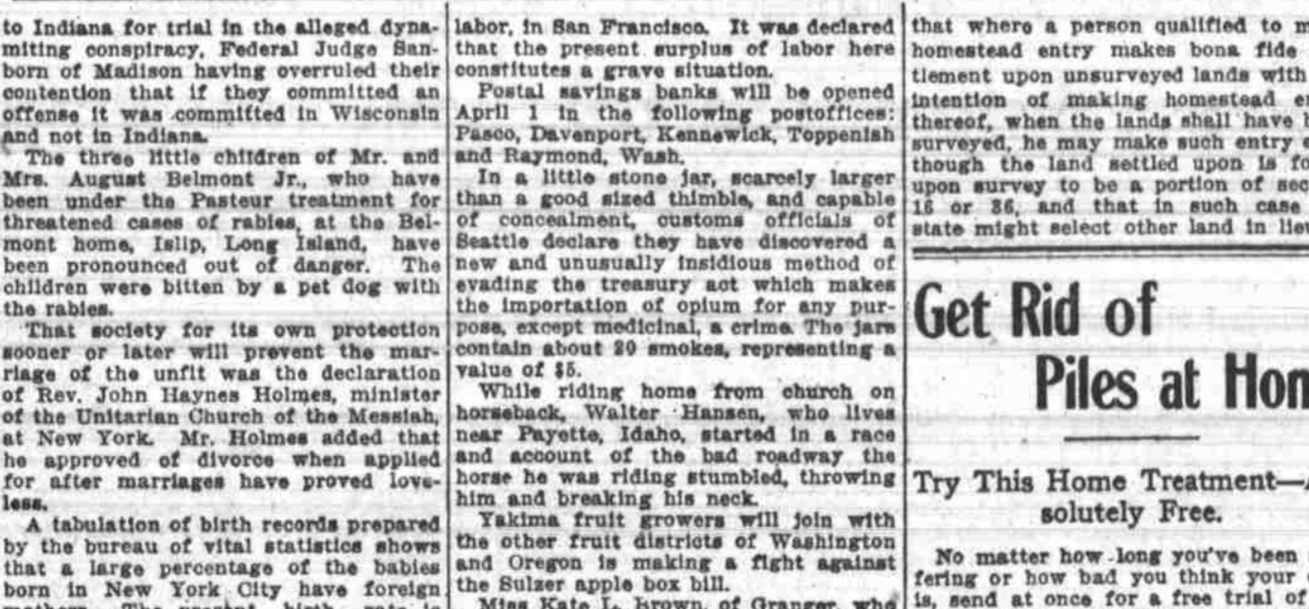 to Indiana for trial in the alleged dyna-
miting conspiracy, Federal Judge San-
born of Madison having overruled their
contention that if they committed an
offense it was committed in Wisconsin
and not in Indiana.
The three little children of Mr. and
Mrs. August Belmont Jr., who have
been under the Pasteur treatment for
threatened cases of rabies, at the Bel-
mont home, Islip, Long Island, have
been pronounced out of danger. The
children were bitten by a pet dog with
the rabies.
That society for its own protection
sooner or later will prevent the mar-
riage of the unfit was the declaration
of Rev. John Haynes Holmes, minister
of the Unitarian Church of the Messiah,
at New York. Mr. Holmes added that
he approved of divorce when applied
for after marriages have proved love-
less.
A tabulation of birth records prepared
by the bureau of vital statistics shows
that a large percentage of the babies
born in New York City have foreign
labor, in San Francisco. It was declared
that the present surplus of labor here
constitutes a grave situation.
Postal savings banks will be opened
April 1 in the following postoffices:
Pasco, Davenport, Kennewick, Toppenish
and Raymond, Wash.
In a little stone jar, scarcely larger
than a good sized thimble, and capable
of concealment, customs officials of
Seattle declare they have discovered a
new and unusually insidious method of
evading the treasury act which makes
the importation of opium for any pur-
pose, except medicinal, a crime. The jars
contain about 20 smokes, representing a
value of $5.
While riding home from church on
horseback, Walter Hansen, who lives
near Payette, Idaho, started in a race
and account of the bad roadway the
horse he was riding stumbled, throwing
him and breaking his neck.
Yakima fruit growers will join with
the other fruit districts of Washington
and Oregon is making a fight against
the Sulzer apple box bill.
Miss Kate L. Brown, of Granger, who
that where a person qualified to
homestead entry makes bona fide
tlement upon unsurveyed lands with
intention of making homestead
thereof, when the lands shall have
surveyed, he may make such entry
though the land settled upon is
upon survey to be a portion of
16 or 36, and that in such case
state might select other land in
Get Rid of
Piles at
Try This Home Treatment—
solutely Free.
No matter how long you've been
fering or how bad you think your
is, send at once for a free trial of